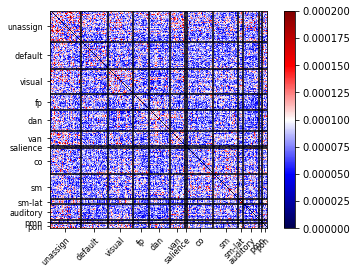 unassign
default
visual
fp
dan
van
salience
co
sm
sm-lat
auditory
pmn
pon
unassign
default
visual
fp
dan
van
salience
co
sm
sm-lat
auditory
pon
0.000200
0.000175
0.000150
0.000125
0.000100
0.000075
0.000050
0.000025
0.000000